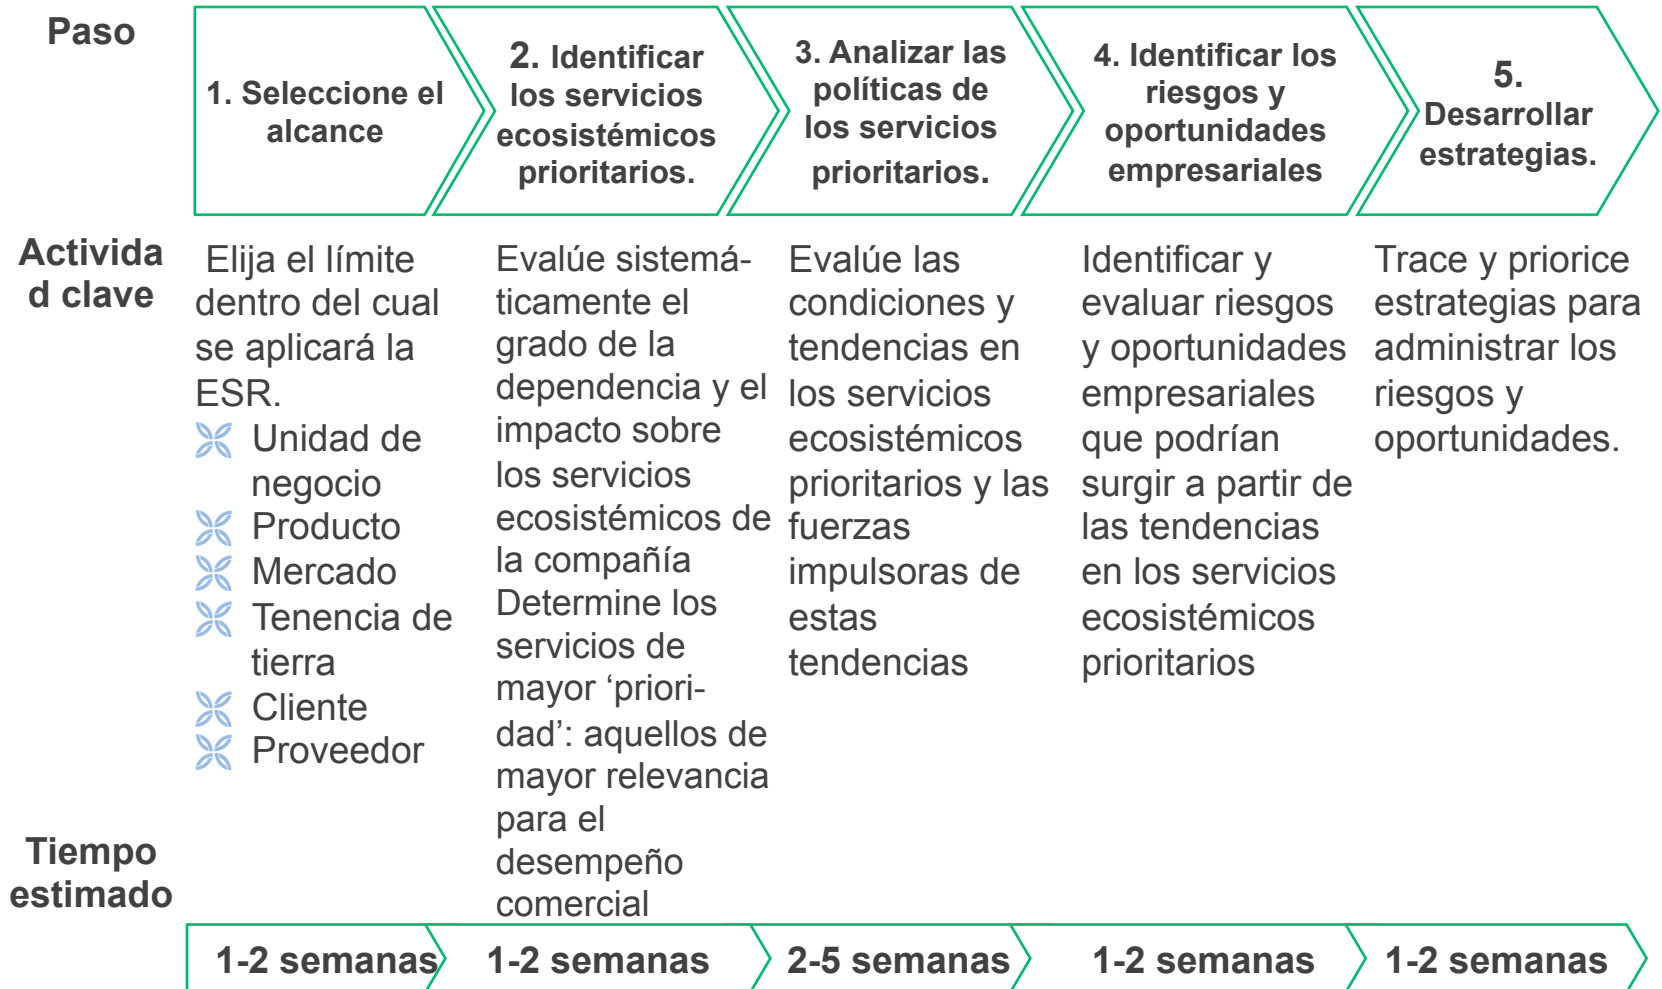 Paso
1. Seleccione el
alcance
2. Identificar
los servicios
ecosistémicos
prioritarios.
3. Analizar las
políticas de
los servicios
prioritarios.
4. Identificar los
riesgos y
oportunidades
empresariales
5.
Desarrollar
estrategias.
Activida
d clave
Elija el límite
dentro del cual
se aplicará la
ESR.
Unidad de
negocio
Producto
Mercado
Tenencia de
tierra
Cliente
Proveedor
Evalúe sistemá-
ticamente el
grado de la
dependencia y el
impacto sobre
los servicios
ecosistémicos de
la compañía
Determine los
servicios de
mayor ‘priori-
dad’: aquellos de
mayor relevancia
para el
desempeño
comercial
Evalúe las
condiciones y
tendencias en
los servicios
ecosistémicos
prioritarios y las
fuerzas
impulsoras de
estas
tendencias
Identificar y
evaluar riesgos
y oportunidades
empresariales
que podrían
surgir a partir de
las tendencias
en los servicios
ecosistémicos
prioritarios
Trace y priorice
estrategias para
administrar los
riesgos y
oportunidades.
Tiempo
estimado
1-2 semanas
1-2 semanas
2-5 semanas
1-2 semanas
1-2 semanas